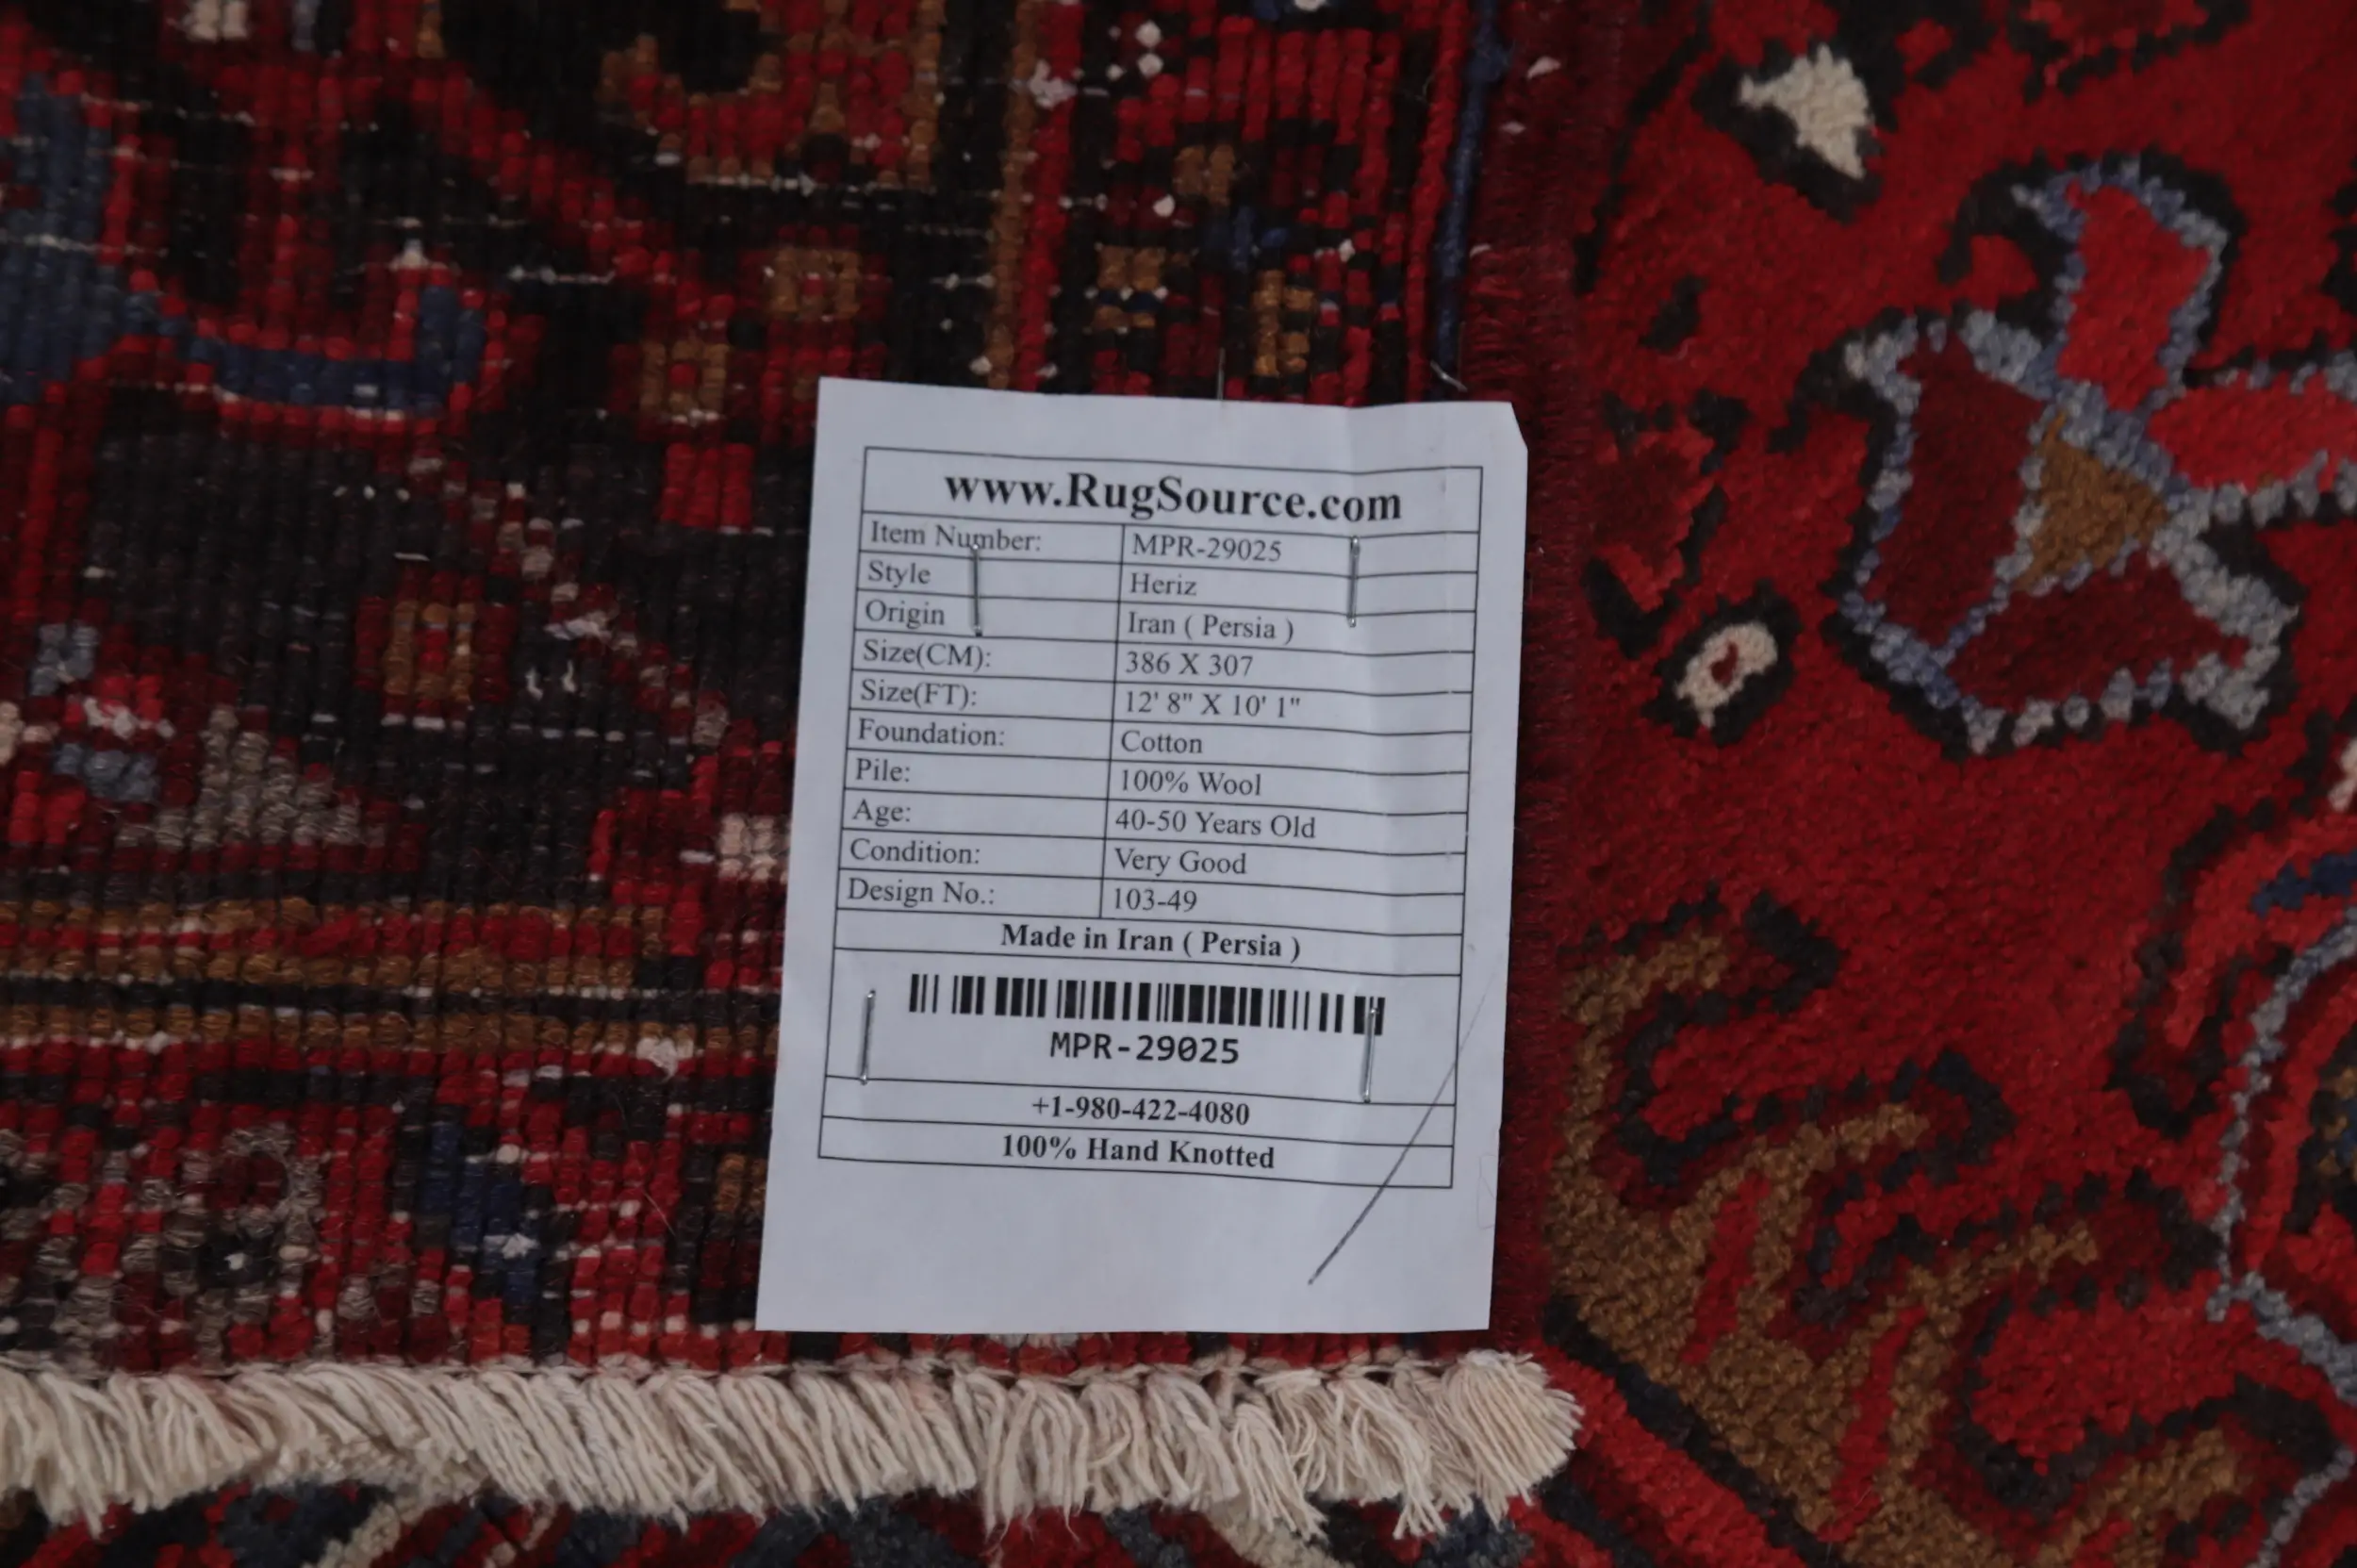 www.RugSource.com
Item Number: MPR-29025
Style Heriz
Origin Iran ( Persia )
Size(CM): 386 X 307
Size(FT): 12' 8" X 10' 1"
Foundation: Cotton
Pile: 100% Wool
Age: 40-50 Years Old
Condition: Very Good
Design No.: 103-49
Made in Iran ( Persia )
MPR-29025
+1-980-422-4080
100% Hand Knotted